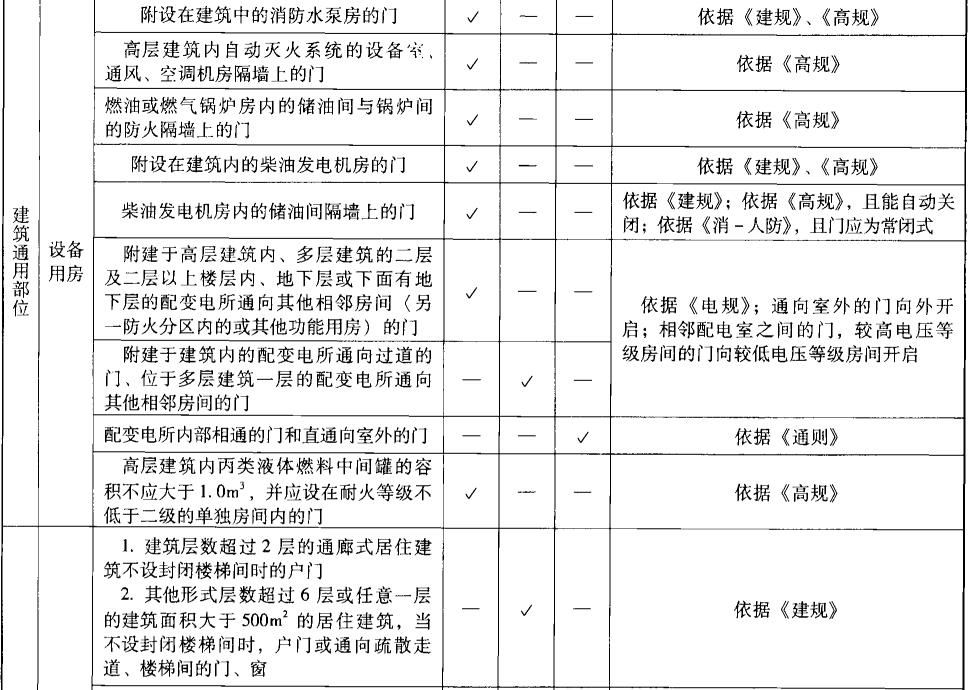 附设在建筑中的消防水泵房的门 ✓ — — 依据《建规》、《高规》
高层建筑内自动灭火系统的设备室、
通风、空调机房隔墙上的门 ✓ — — 依据《高规》
燃油或燃气锅炉房内的储油间与锅炉间
的防火隔墙上的门 ✓ — — 依据《高规》
附设在建筑内的柴油发电机房的门 ✓ — — 依据《建规》、《高规》
柴油发电机房内的储油间隔墙上的门 ✓ — —
依据《建规》；依据《高规》，且能自动关
闭；依据《消－人防》，且门应为常闭式
建筑通用部位
设备
用房
附建于高层建筑内、多层建筑的二层
及二层以上楼层内、地下层或下面有地
下层的配变电所通向其他相邻房间（另
一防火分区内的或其他功能用房）的门 ✓ — —
依据《电规》；通向室外的门向外开
启；相邻配电室之间的门，较高电压等
级房间的门向较低电压等级房间开启
附建于建筑内的配变电所通向过道的
门、位于多层建筑一层的配变电所通向
其他相邻房间的门 — ✓ —
配变电所内部相通的门和直通向室外的门 — — ✓ 依据《通则》
高层建筑内丙类液体燃料中间罐的容
积不应大于1.0m³，并应设在耐火等级不
低于二级的单独房间内的门 ✓ — — 依据《高规》
1. 建筑层数超过2层的通廊式居住建
筑不设封闭楼梯间时的户门
2. 其他形式层数超过6层或任意一层
的建筑面积大于500m²的居住建筑，当
不设封闭楼梯间时，户门或通向疏散走
道、楼梯间的门、窗 — ✓ — 依据《建规》